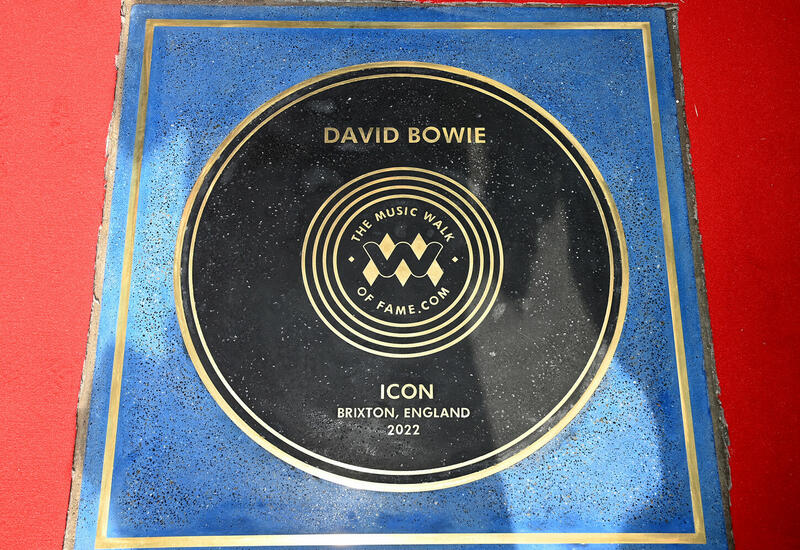 DAVID BOWIE
THE MUSIC WALK
OF FAME.COM
ICON
BRIXTON, ENGLAND
2022